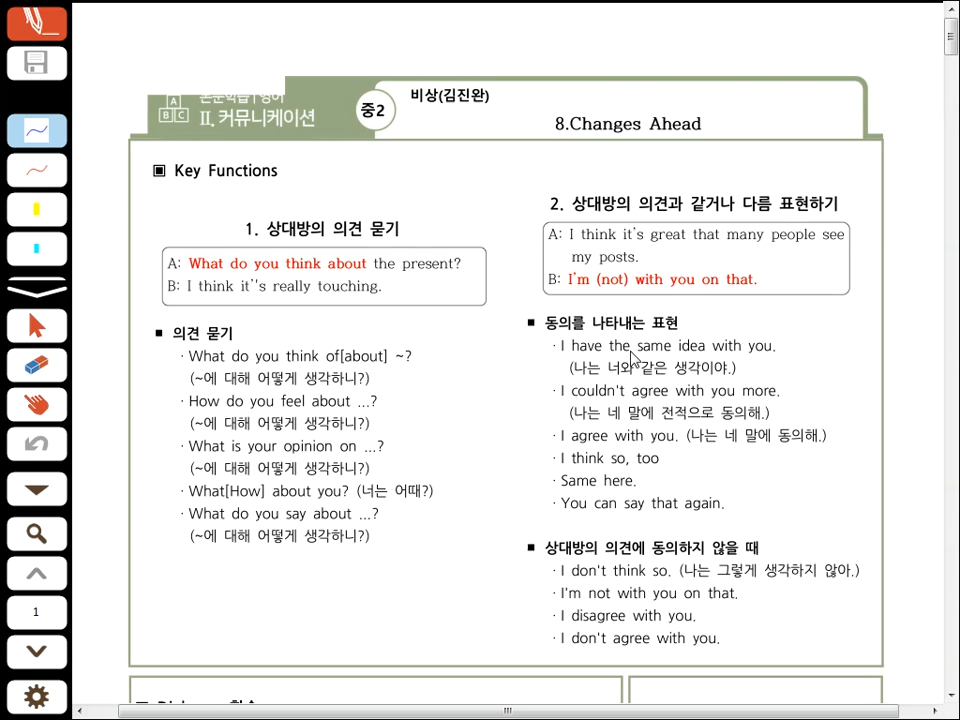 A
B C
본문학습 영어
Ⅱ.커뮤니케이션
중2
비상(김진완)
8.Changes Ahead
▣ Key Functions
1. 상대방의 의견 묻기
A: What do you think about the present?
B: I think it''s really touching.
■ 의견 묻기
·What do you think of[about] ~?
(~에 대해 어떻게 생각하니?)
·How do you feel about ...?
(~에 대해 어떻게 생각하니?)
·What is your opinion on ...?
(~에 대해 어떻게 생각하니?)
·What[How] about you? (너는 어때?)
·What do you say about ...?
(~에 대해 어떻게 생각하니?)
2. 상대방의 의견과 같거나 다름 표현하기
A: I think it's great that many people see
my posts.
B: I'm (not) with you on that.
■ 동의를 나타내는 표현
·I have the same idea with you.
(나는 너와 같은 생각이야.)
·I couldn't agree with you more.
(나는 네 말에 전적으로 동의해.)
·I agree with you. (나는 네 말에 동의해.)
·I think so, too
·Same here.
·You can say that again.
■ 상대방의 의견에 동의하지 않을 때
·I don't think so. (나는 그렇게 생각하지 않아.)
·I'm not with you on that.
·I disagree with you.
·I don't agree with you.
1